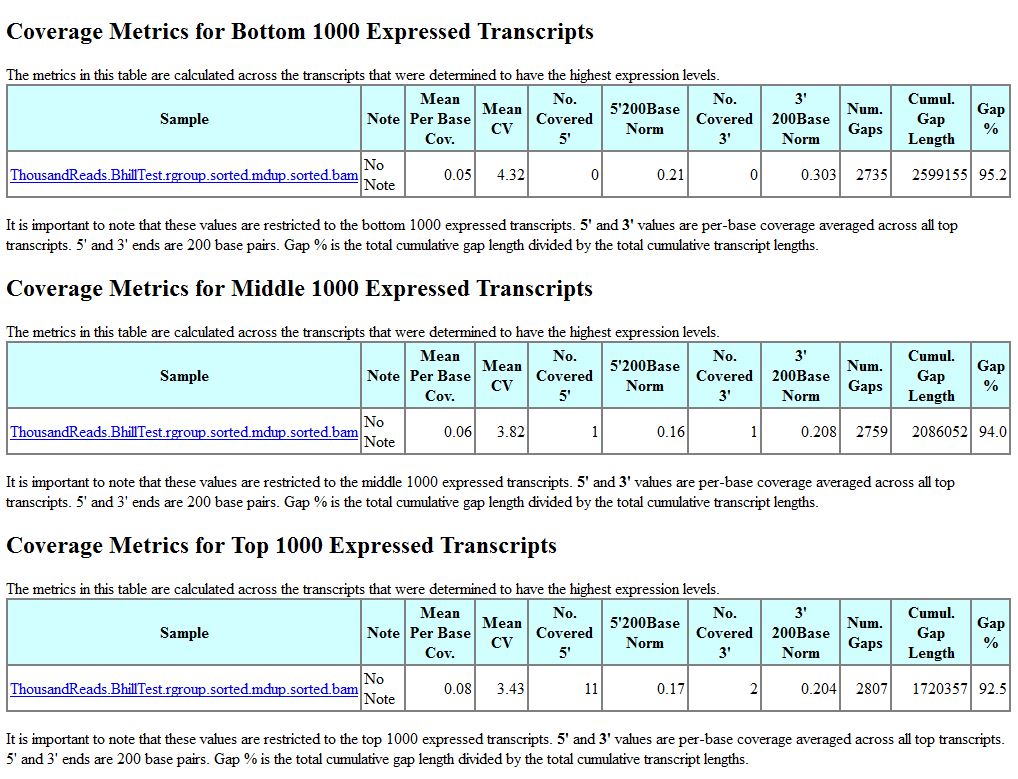 Coverage Metrics for Bottom 1000 Expressed Transcripts
The metrics in this table are calculated across the transcripts that were determined to have the highest expression levels.
Sample Note Mean Per Base Cov. Mean CV No. Covered 5' 5'200Base Norm No. Covered 3' 3' 200Base Norm Num. Gaps Cumul. Gap Length Gap %
ThousandReads.BhillTest.rgroup.sorted.mdup.sorted.bam No Note 0.05 4.32 0 0.21 0 0.303 2735 2599155 95.2
It is important to note that these values are restricted to the bottom 1000 expressed transcripts. 5' and 3' values are per-base coverage averaged across all top
transcripts. 5' and 3' ends are 200 base pairs. Gap % is the total cumulative gap length divided by the total cumulative transcript lengths.
Coverage Metrics for Middle 1000 Expressed Transcripts
The metrics in this table are calculated across the transcripts that were determined to have the highest expression levels.
Sample Note Mean Per Base Cov. Mean CV No. Covered 5' 5'200Base Norm No. Covered 3' 3' 200Base Norm Num. Gaps Cumul. Gap Length Gap %
ThousandReads.BhillTest.rgroup.sorted.mdup.sorted.bam No Note 0.06 3.82 1 0.16 1 0.208 2759 2086052 94.0
It is important to note that these values are restricted to the middle 1000 expressed transcripts. 5' and 3' values are per-base coverage averaged across all top
transcripts. 5' and 3' ends are 200 base pairs. Gap % is the total cumulative gap length divided by the total cumulative transcript lengths.
Coverage Metrics for Top 1000 Expressed Transcripts
The metrics in this table are calculated across the transcripts that were determined to have the highest expression levels.
Sample Note Mean Per Base Cov. Mean CV No. Covered 5' 5'200Base Norm No. Covered 3' 3' 200Base Norm Num. Gaps Cumul. Gap Length Gap %
ThousandReads.BhillTest.rgroup.sorted.mdup.sorted.bam No Note 0.08 3.43 11 0.17 2 0.204 2807 1720357 92.5
It is important to note that these values are restricted to the top 1000 expressed transcripts. 5' and 3' values are per-base coverage averaged across all top transcripts.
5' and 3' ends are 200 base pairs. Gap % is the total cumulative gap length divided by the total cumulative transcript lengths.